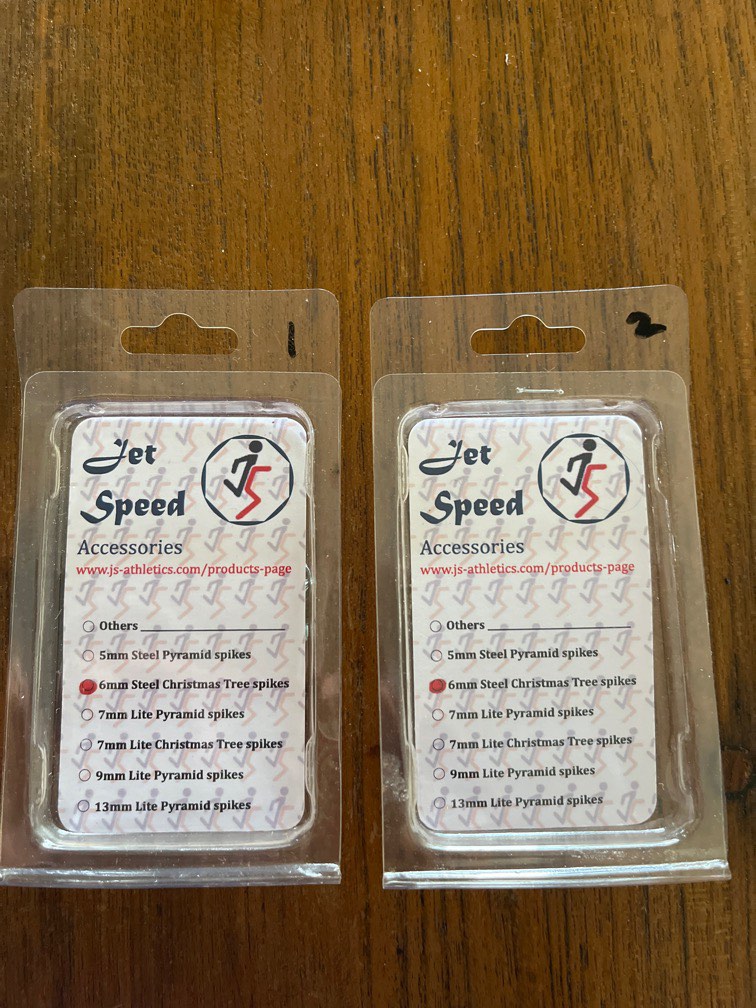 1
Jet
Speed
Accessories
www.js-athletics.com/products-page
Others
5mm Steel Pyramid spikes
6mm Steel Christmas Tree spikes
7mm Lite Pyramid spikes
7mm Lite Christmas Tree spikes
9mm Lite Pyramid spikes
13mm Lite Pyramid spikes
2
Jet
Speed
Accessories
www.js-athletics.com/products-page
Others
5mm Steel Pyramid spikes
6mm Steel Christmas Tree spikes
7mm Lite Pyramid spikes
7mm Lite Christmas Tree spikes
9mm Lite Pyramid spikes
13mm Lite Pyramid spikes